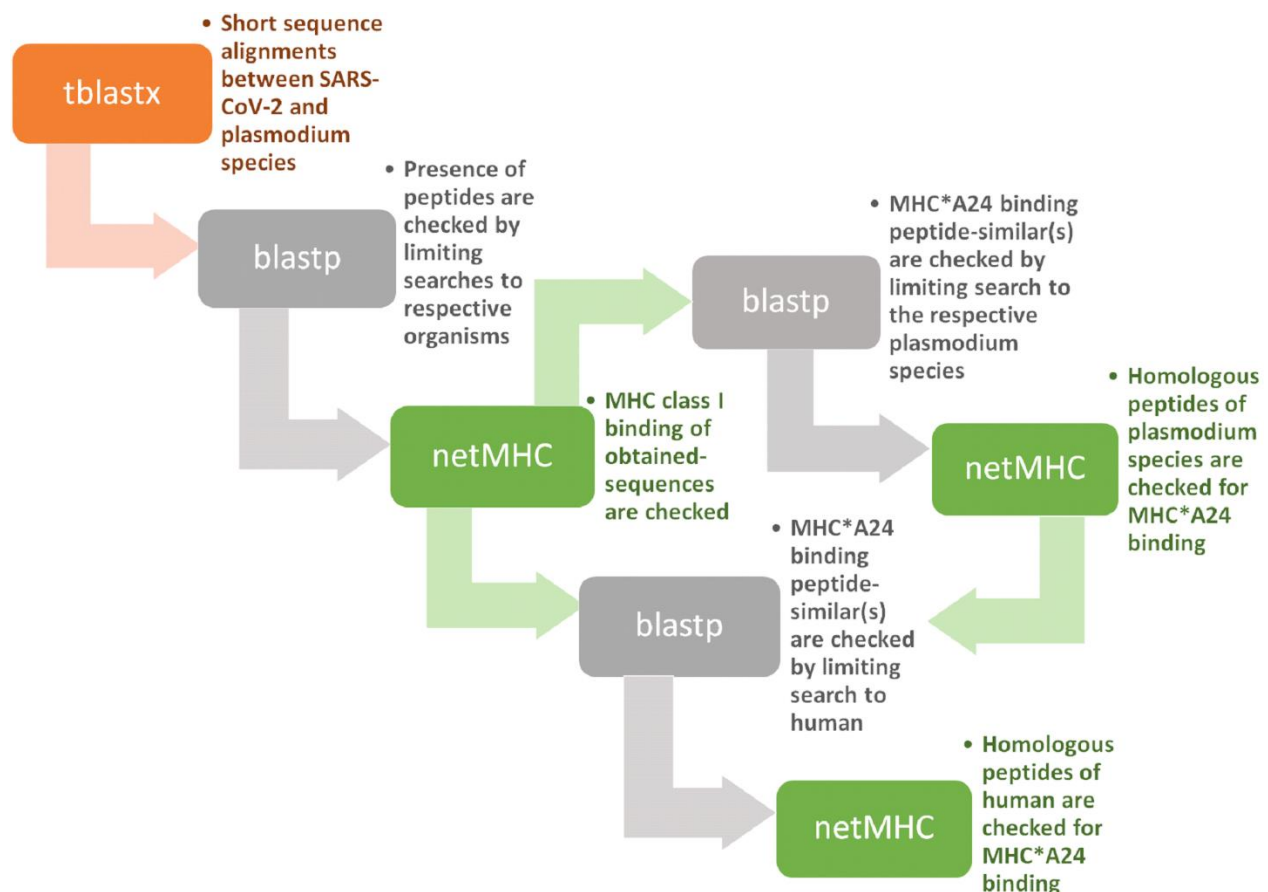 tblastx
• Short sequence
alignments
between SARS-
CoV-2 and
plasmodium
species
blastp
• Presence of
peptides are
checked by
limiting
searches to
respective
organisms
netMHC
• MHC class I
binding of
obtained-
sequences
are checked
blastp
• MHC*A24 binding
peptide-similar(s)
are checked by
limiting search to
the respective
plasmodium
species
netMHC
• Homologous
peptides of
plasmodium
species are
checked for
MHC*A24
binding
blastp
• MHC*A24
binding
peptide-
similar(s)
are checked
by limiting
search to
human
netMHC
• Homologous
peptides of
human are
checked for
MHC*A24
binding